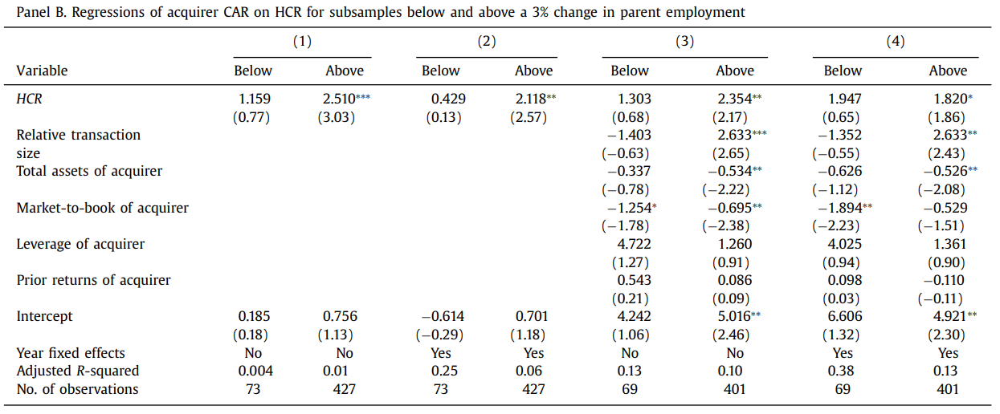 Panel B. Regressions of acquirer CAR on HCR for subsamples below and above a 3% change in parent employment
(1) (2) (3) (4)
Variable Below Above Below Above Below Above Below Above
HCR 1.159 2.510*** 0.429 2.118** 1.303 2.354** 1.947 1.820*
(0.77) (3.03) (0.13) (2.57) (0.68) (2.17) (0.65) (1.86)
Relative transaction −1.403 2.633*** −1.352 2.633**
size (−0.63) (2.65) (−0.55) (2.43)
Total assets of acquirer −0.337 −0.534** −0.626 −0.526**
(−0.78) (−2.22) (−1.12) (−2.08)
Market-to-book of acquirer −1.254* −0.695** −1.894** −0.529
(−1.78) (−2.38) (−2.23) (−1.51)
Leverage of acquirer 4.722 1.260 4.025 1.361
(1.27) (0.91) (0.94) (0.90)
Prior returns of acquirer 0.543 0.086 0.098 −0.110
(0.21) (0.09) (0.03) (−0.11)
Intercept 0.185 0.756 −0.614 0.701 4.242 5.016** 6.606 4.921**
(0.18) (1.13) (−0.29) (1.18) (1.06) (2.46) (1.32) (2.30)
Year fixed effects No No Yes Yes No No Yes Yes
Adjusted R-squared 0.004 0.01 0.25 0.06 0.13 0.10 0.38 0.13
No. of observations 73 427 73 427 69 401 69 401